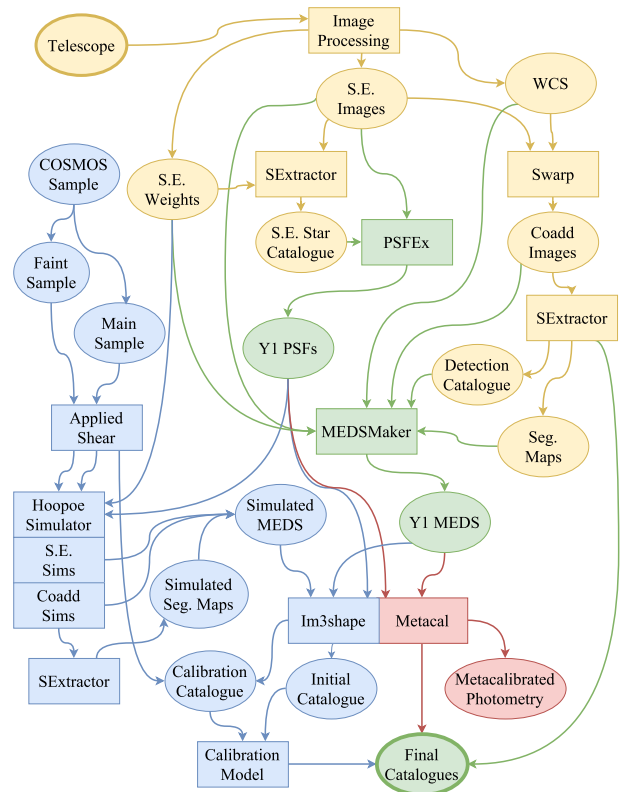 Telescope
Image
Processing
S.E.
Images
WCS
COSMOS
Sample
S.E.
Weights
SExtractor
Swarp
Faint
Sample
S.E. Star
Catalogue
PSFEx
Coadd
Images
Main
Sample
Y1 PSFs
SExtractor
Detection
Catalogue
Applied
Shear
MEDSMaker
Seg.
Maps
Hoopoe
Simulator
S.E.
Sims
Coadd
Sims
Simulated
MEDS
Y1 MEDS
Simulated
Seg. Maps
Im3shape
Metacal
SExtractor
Calibration
Catalogue
Initial
Catalogue
Metacalibrated
Photometry
Calibration
Model
Final
Catalogues